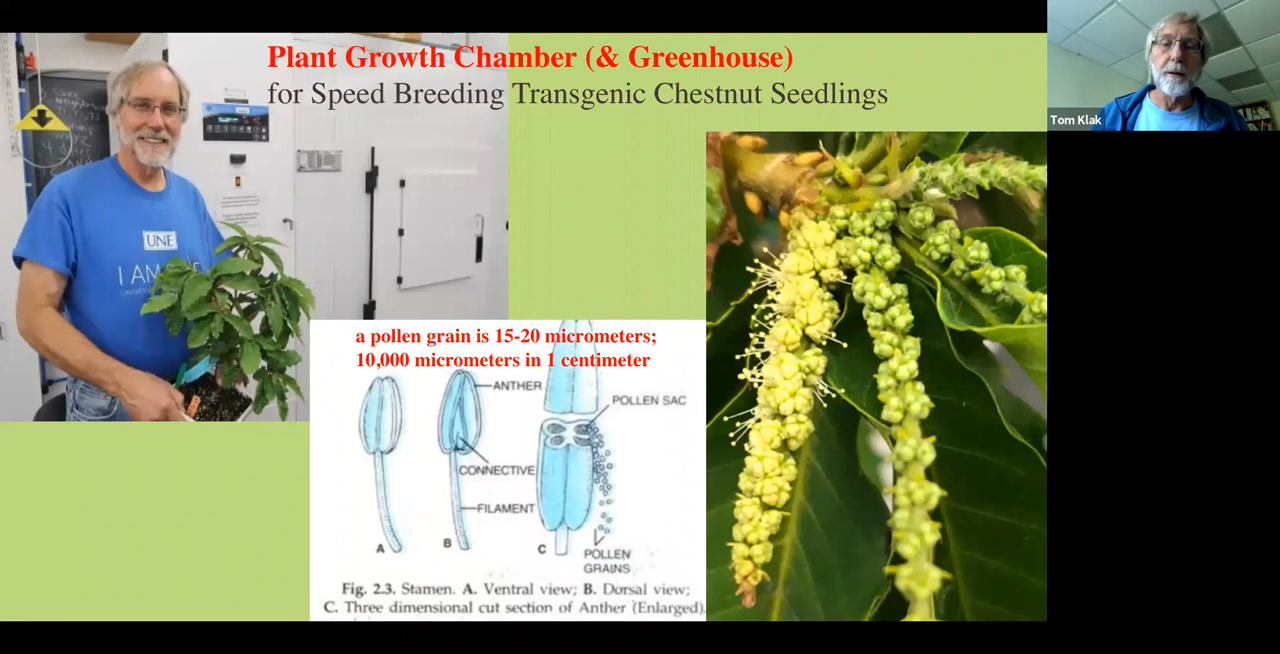 Plant Growth Chamber (& Greenhouse)
for Speed Breeding Transgenic Chestnut Seedlings
Tom Klak
UNE
I AM
a pollen grain is 15-20 micrometers;
10,000 micrometers in 1 centimeter
ANTHER
POLLEN SAC
CONNECTIVE
FILAMENT
A
B
C
POLLEN
GRAINS
Fig. 2.3. Stamen. A. Ventral view; B. Dorsal view;
C. Three dimensional cut section of Anther (Enlarged).